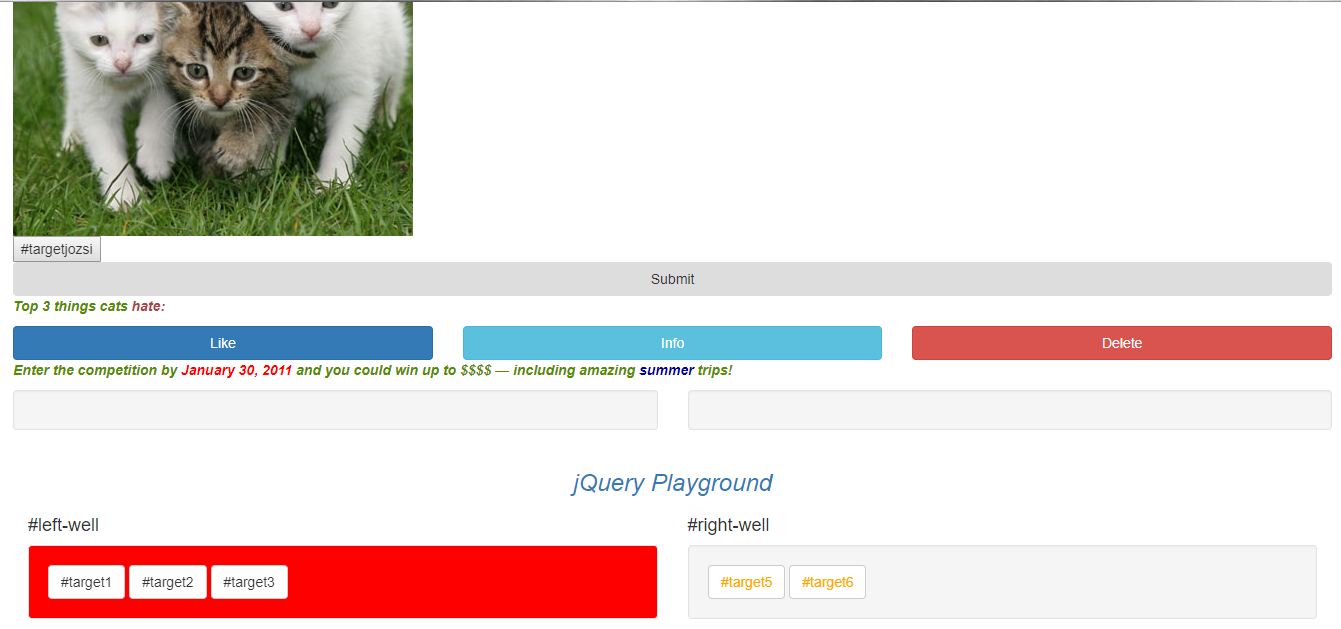 #targetjozsi
Submit
Top 3 things cats hate:
Like
Info
Delete
Enter the competition by January 30, 2011 and you could win up to $$$$ — including amazing summer trips!
jQuery Playground
#left-well
#right-well
#target1 #target2 #target3
#target5 #target6